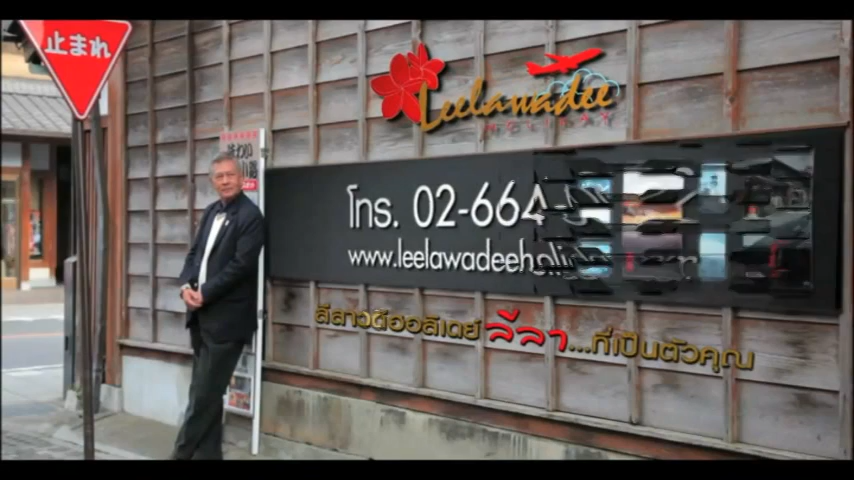 止まれ
Leelawadee
HOLIDAY
โทร. 02-664
www.leelawadeeholiday
ลีลาวดีฮอลิเดย์ ลีลา...ที่เป็นตัวคุณ